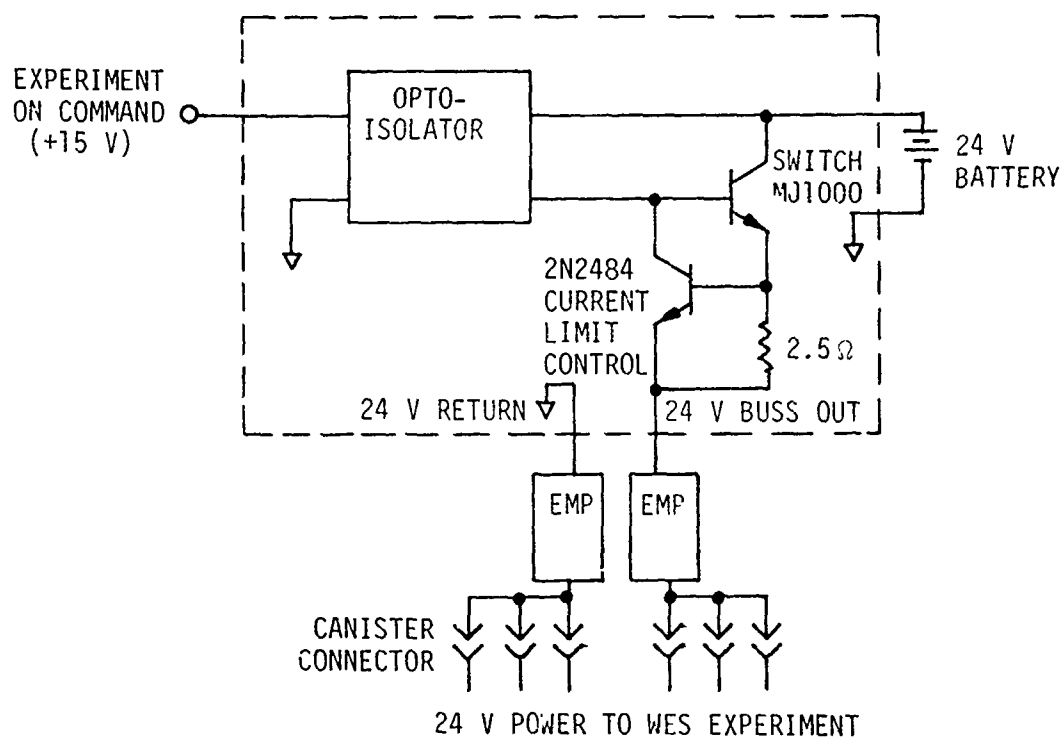 EXPERIMENT
ON COMMAND
(+15 V)
OPTO-
ISOLATOR
SWITCH
MJ1000
24 V
BATTERY
2N2484
CURRENT
LIMIT
CONTROL
2.5Ω
24 V RETURN
24 V BUSS OUT
EMP
EMP
CANISTER
CONNECTOR
24 V POWER TO WES EXPERIMENT